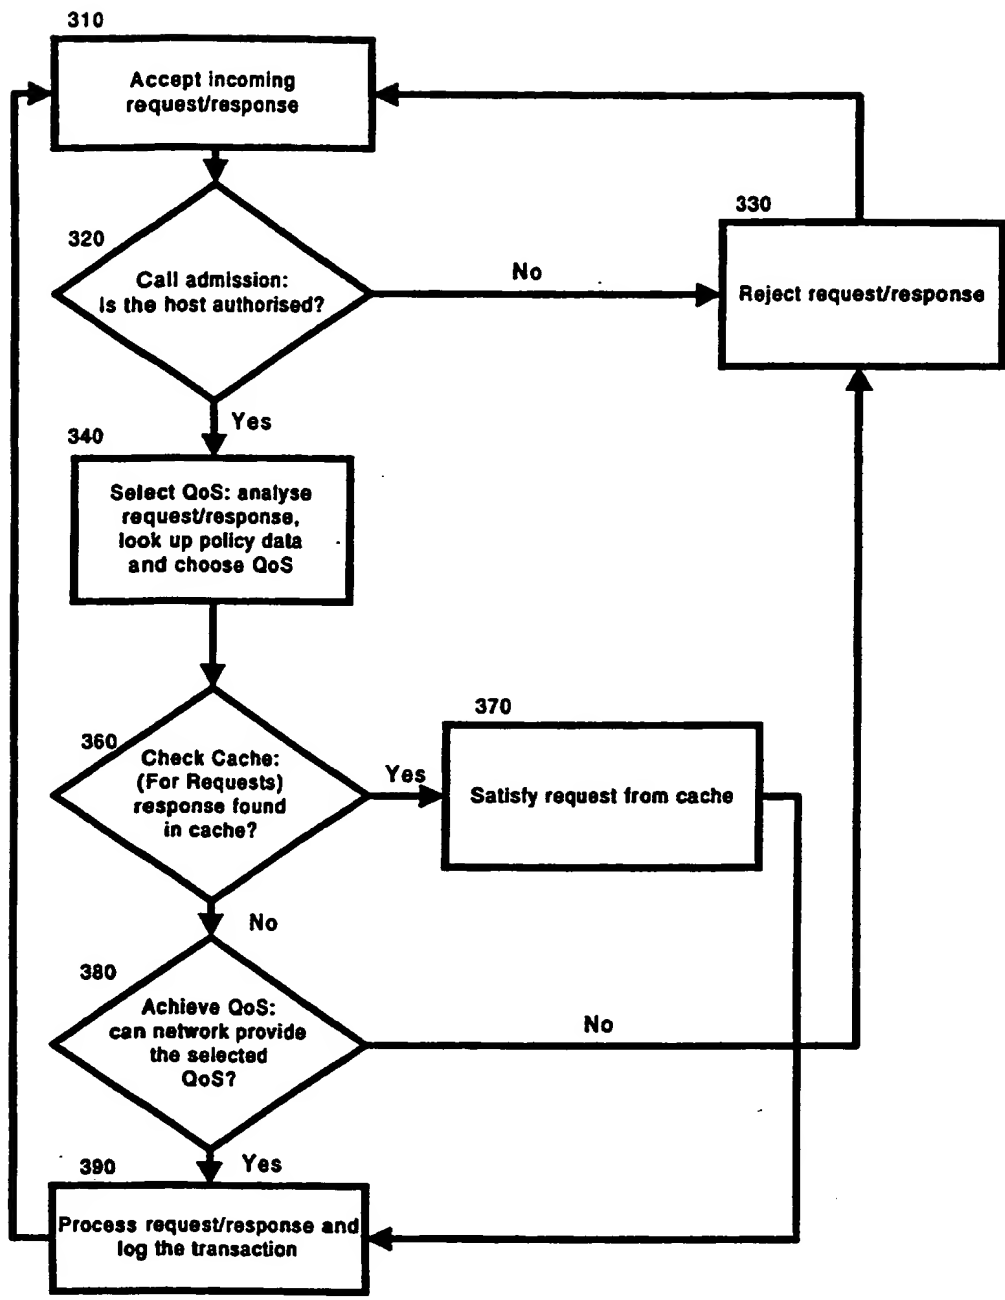 310
Accept incoming
request/response
320
Call admission:
is the host authorised?
No
330
Reject request/response
Yes
340
Select QoS: analyse
request/response,
look up policy data
and choose QoS
360
Check Cache:
(For Requests)
response found
in cache?
Yes
370
Satisfy request from cache
No
380
Achieve QoS:
can network provide
the selected
QoS?
No
Yes
390
Process request/response and
log the transaction